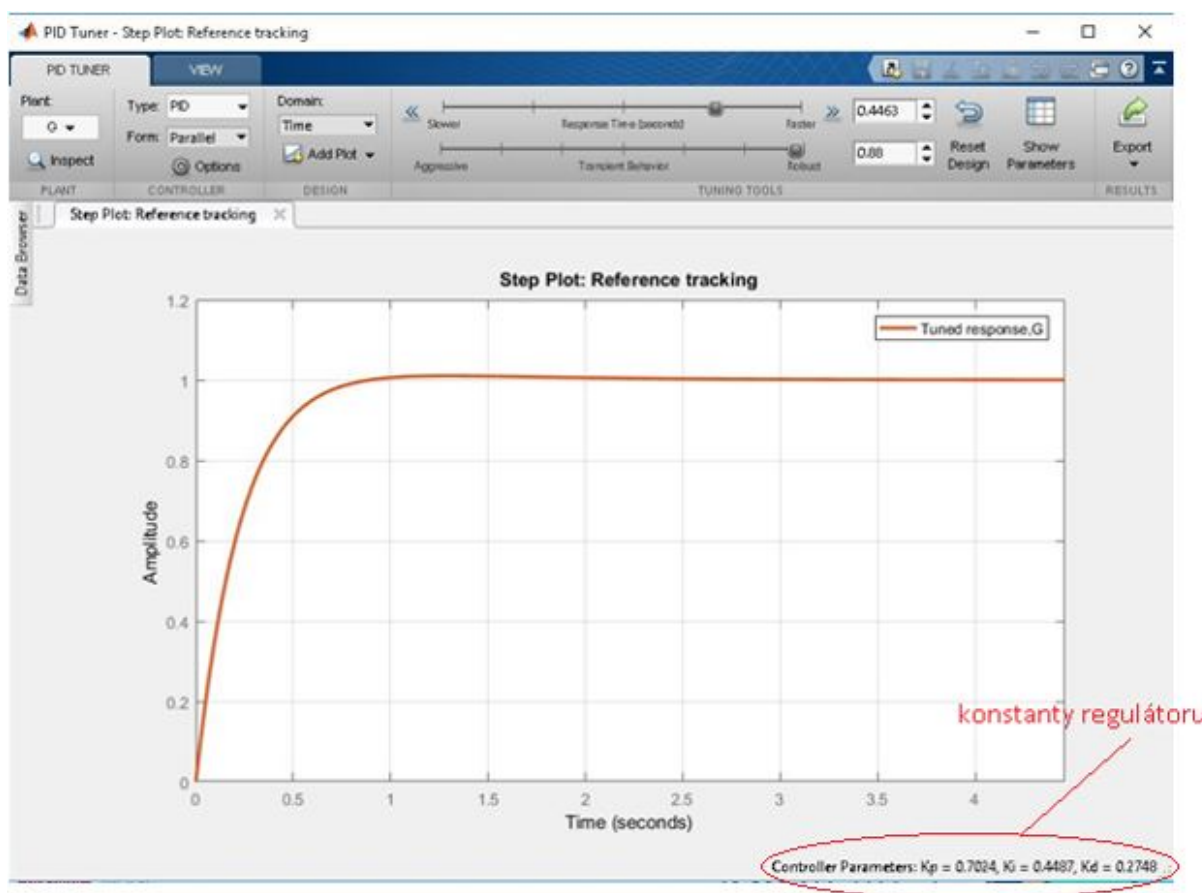 PID Tuner - Step Plot: Reference tracking
PID TUNER VIEW
Plant:
G
Inspect
PLANT
Type: PID
Form: Parallel
Options
CONTROLLER
Domain:
Time
Add Plot
DESIGN
Slower Response Time (seconds) Faster 0.4463
Aggressive Transient Behavior Robust 0.88
TUNING TOOLS
Reset
Design
Show
Parameters
Export
RESULTS
Data Browser
Step Plot: Reference tracking
Step Plot: Reference tracking
Tuned response,G
Amplitude
1.2
1
0.8
0.6
0.4
0.2
0
0 0.5 1 1.5 2 2.5 3 3.5 4
Time (seconds)
konstanty regulátoru
Controller Parameters: Kp = 0.7024, Ki = 0.4487, Kd = 0.2748